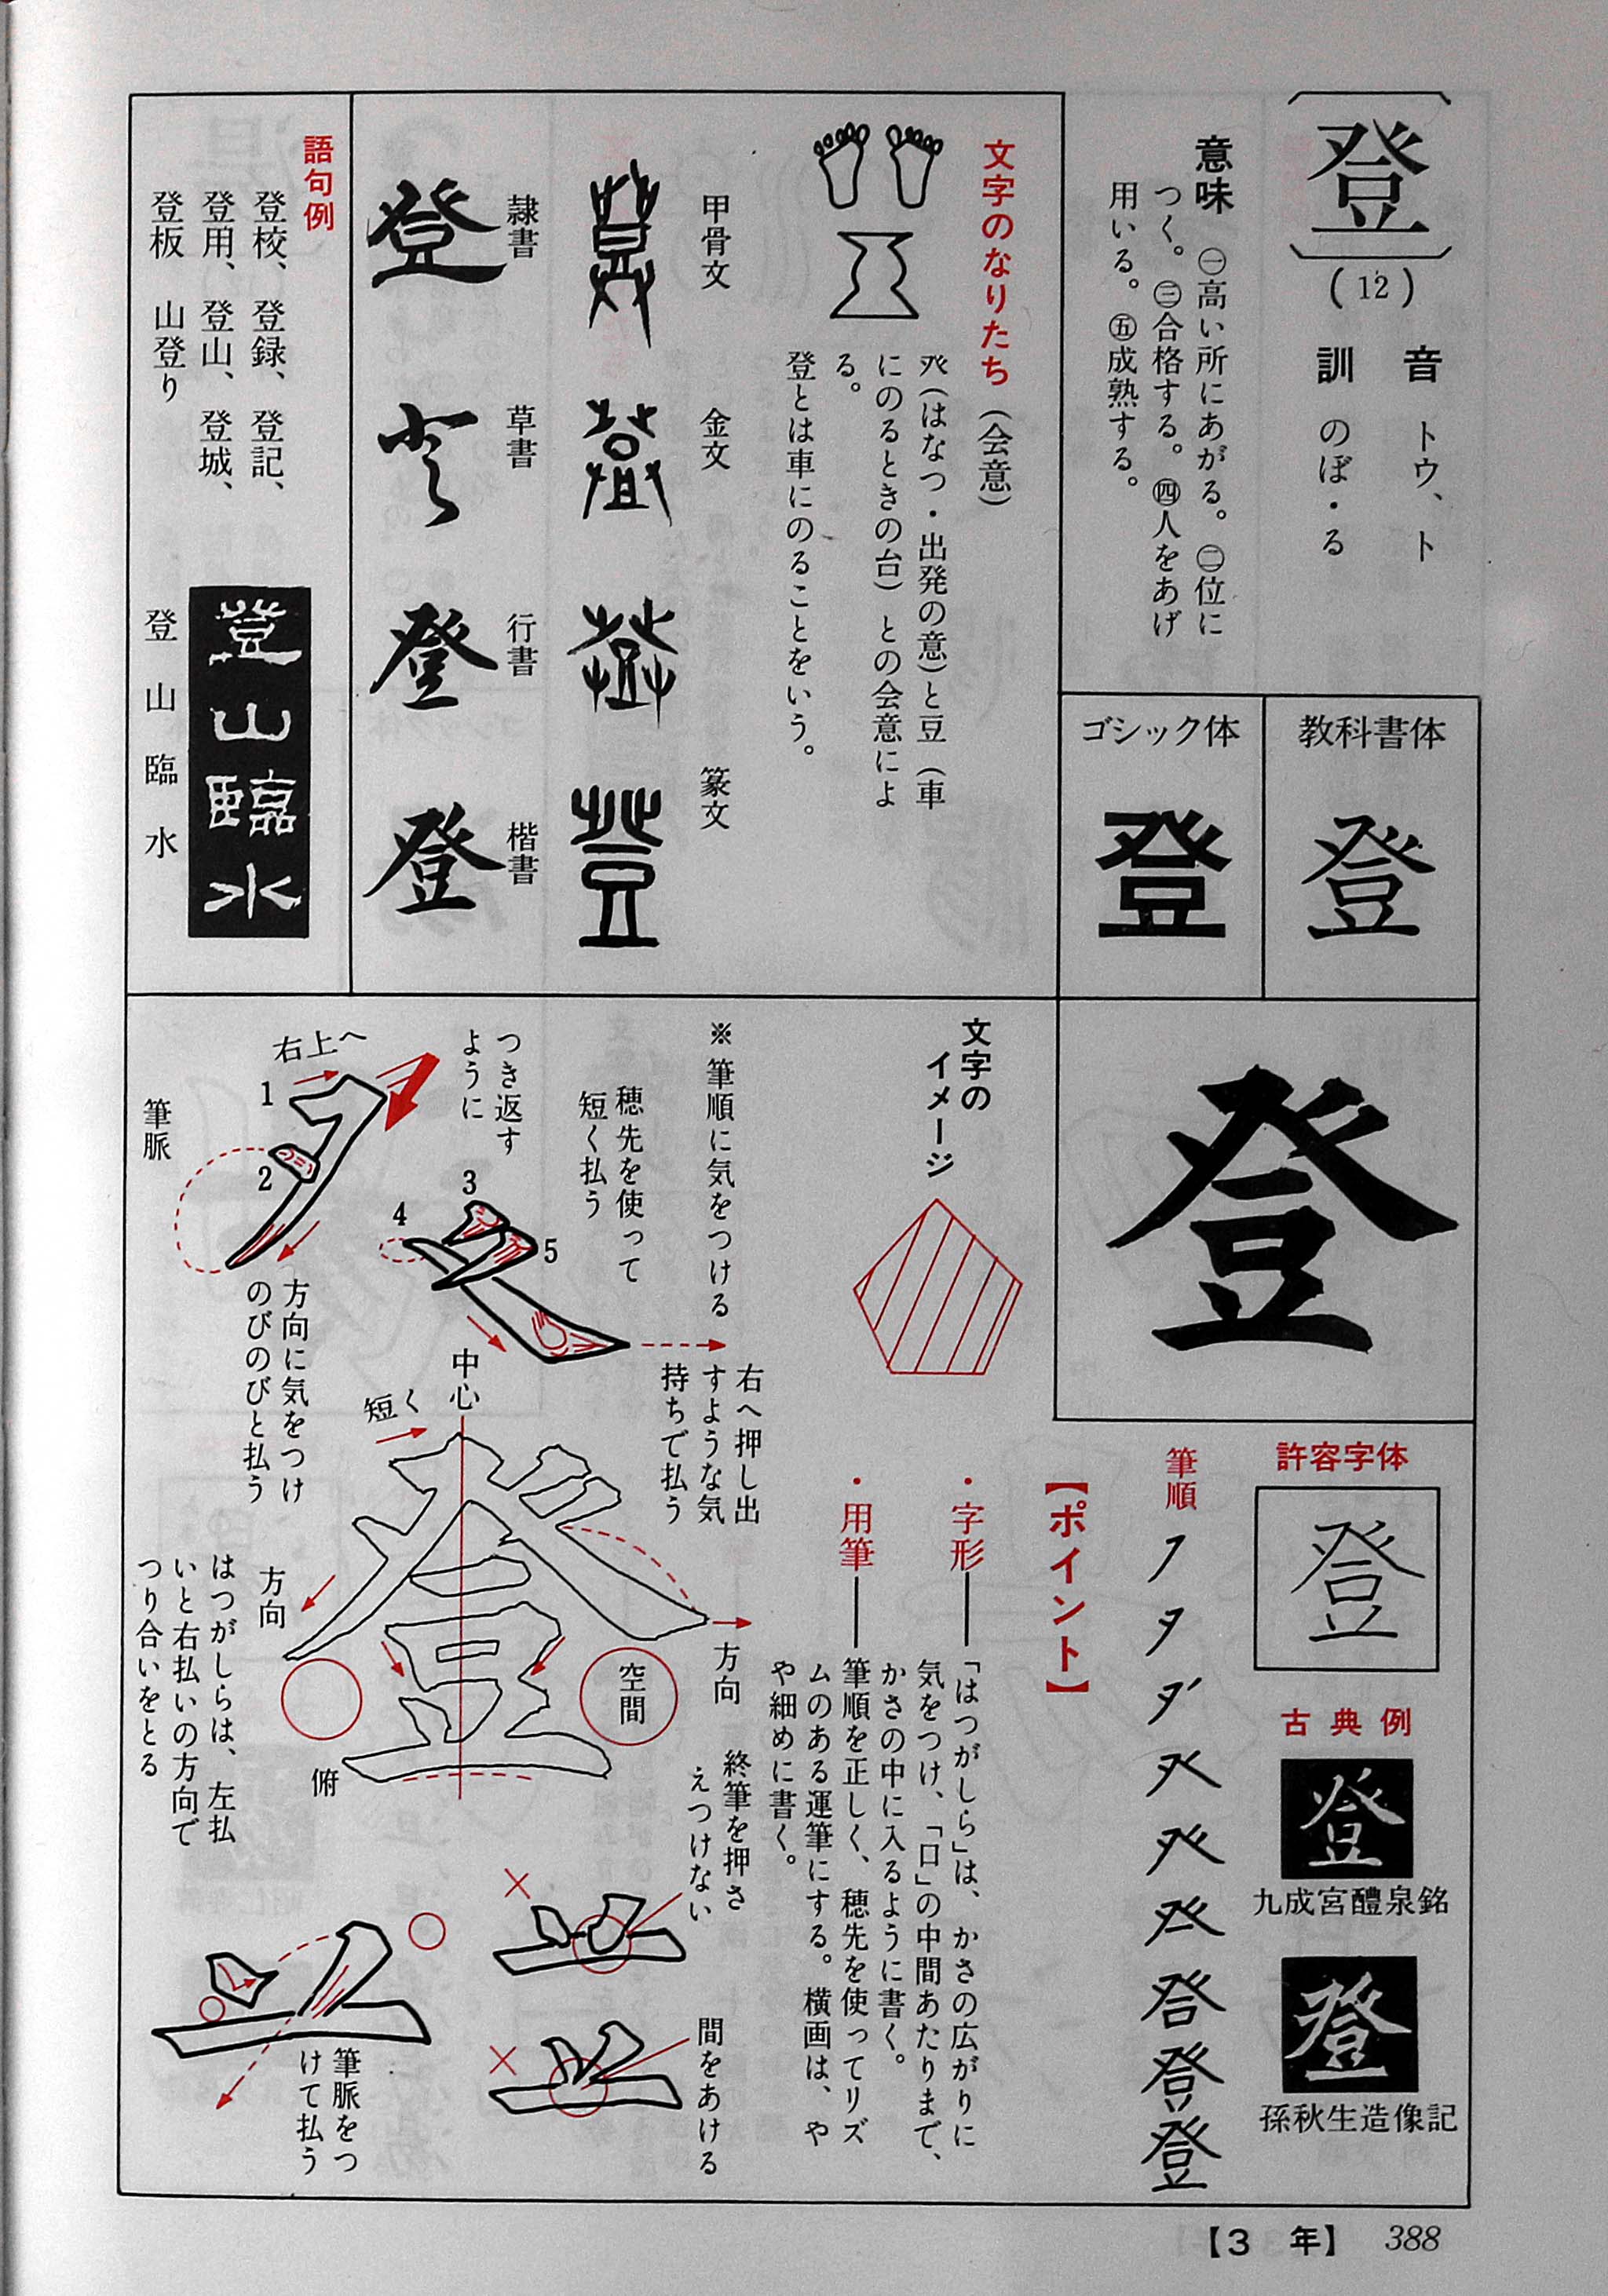 登
(12)
音　トウ、ト
訓　のぼ・る
意味　㊀高い所にあがる。㊁位に
つく。㊂合格する。㊃人をあげ
用いる。㊄成熟する。
教科書体
登
ゴシック体
登
文字のなりたち（会意）
癶（はなつ・出発の意）と豆（車
にのるときの台）との会意によ
る。
登とは車にのることをいう。
甲骨文
金文
篆文
隷書
登
草書
行書
登
楷書
登
語句例
登校、登録、登記、
登用、登山、登城、
登板　山登り
登山臨水
登山臨水
登
許容字体
登
古典例
登
九成宮醴泉銘
登
孫秋生造像記
筆順
登
【ポイント】
・字形――「はつがしら」は、かさの広がりに
気をつけ、「口」の中間あたりまで、
かさの中に入るように書く。
・用筆――筆順を正しく、穂先を使ってリズ
ムのある運筆にする。横画は、や
や細めに書く。
文字の
イメージ
※筆順に気をつける
穂先を使って
短く払う
つき返す
ように
右上へ
1
2
3
4
5
筆脈
方向に気をつけ
のびのびと払う
右へ押し出
すような気
持ちで払う
中心
短く
方向
方向
空間
俯
はつがしらは、左払
いと右払いの方向で
つり合いをとる
終筆を押さ
えつけない
間をあける
筆脈をつ
けて払う
【3　年】 388